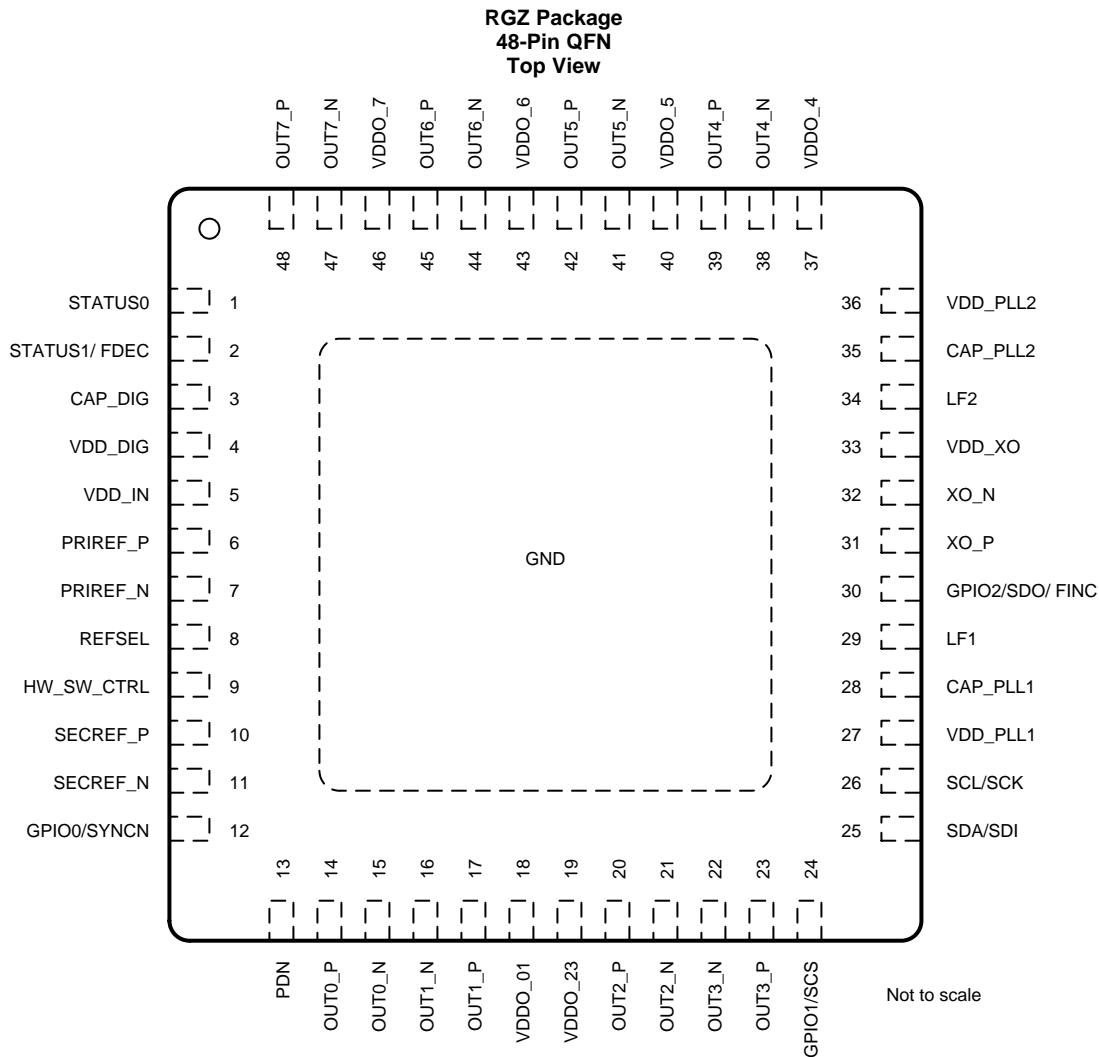 RGZ Package
48-Pin QFN
Top View
OUT7_P
OUT7_N
VDDO_7
OUT6_P
OUT6_N
VDDO_6
OUT5_P
OUT5_N
VDDO_5
OUT4_P
OUT4_N
VDDO_4
48
47
46
45
44
43
42
41
40
39
38
37
STATUS0 1
STATUS1/ FDEC 2
CAP_DIG 3
VDD_DIG 4
VDD_IN 5
PRIREF_P 6
PRIREF_N 7
REFSEL 8
HW_SW_CTRL 9
SECREF_P 10
SECREF_N 11
GPIO0/SYNCN 12
GND
36 VDD_PLL2
35 CAP_PLL2
34 LF2
33 VDD_XO
32 XO_N
31 XO_P
30 GPIO2/SDO/ FINC
29 LF1
28 CAP_PLL1
27 VDD_PLL1
26 SCL/SCK
25 SDA/SDI
13
14
15
16
17
18
19
20
21
22
23
24
PDN
OUT0_P
OUT0_N
OUT1_N
OUT1_P
VDDO_01
VDDO_23
OUT2_P
OUT2_N
OUT3_N
OUT3_P
GPIO1/SCS
Not to scale